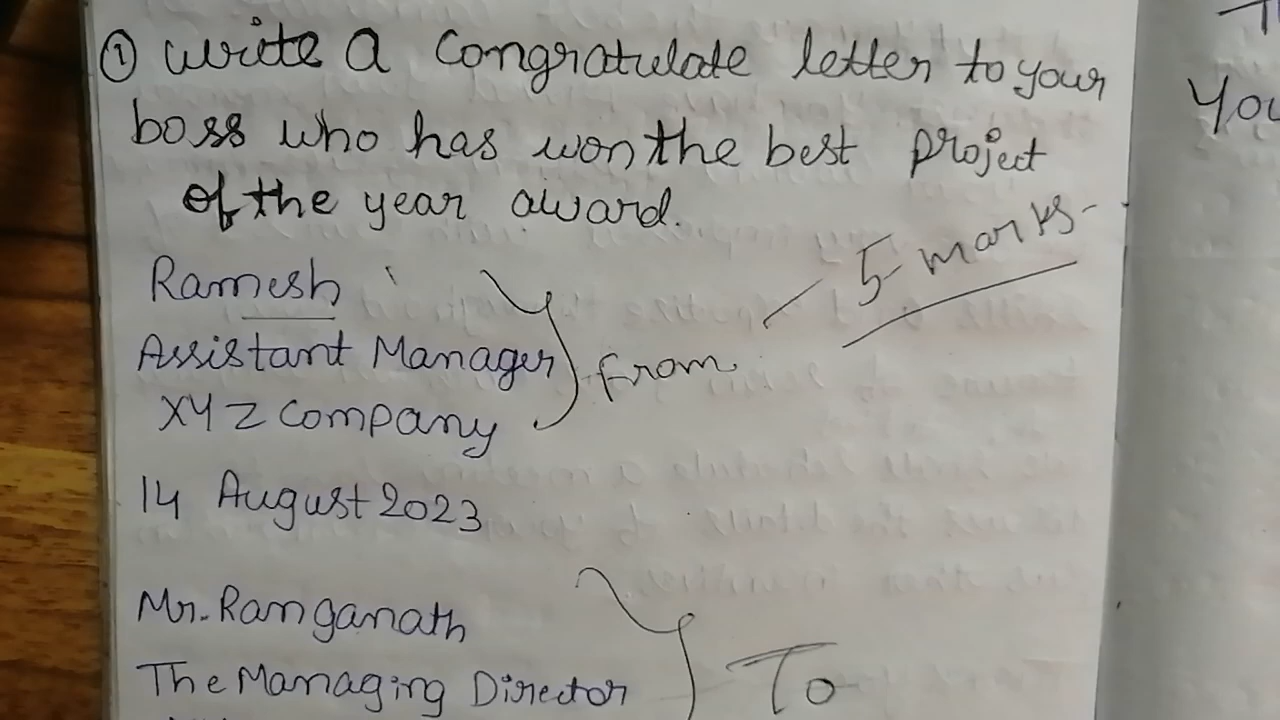 ① Write a Congratulate letter to your
boss who has won the best project
of the year award.
5 marks
Ramesh
Assistant Manager
from
XYZ Company
14 August 2023
Mr. Ranganath
The Managing Director
To
You